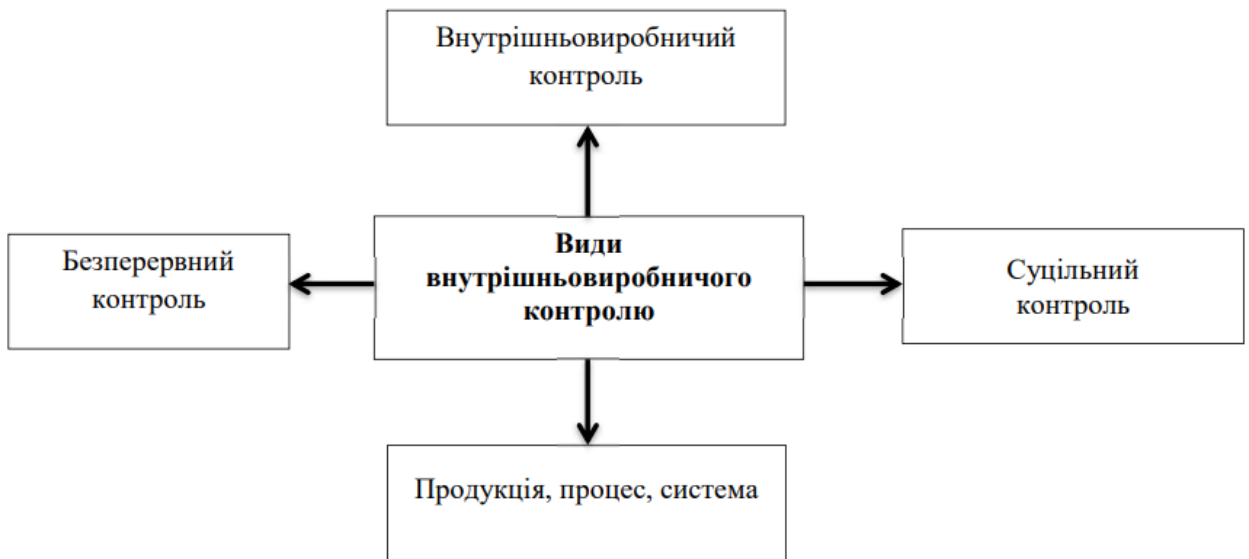 Внутрішньовиробничий
контроль
Безперервний
контроль
Види
внутрішньовиробничого
контролю
Суцільний
контроль
Продукція, процес, система